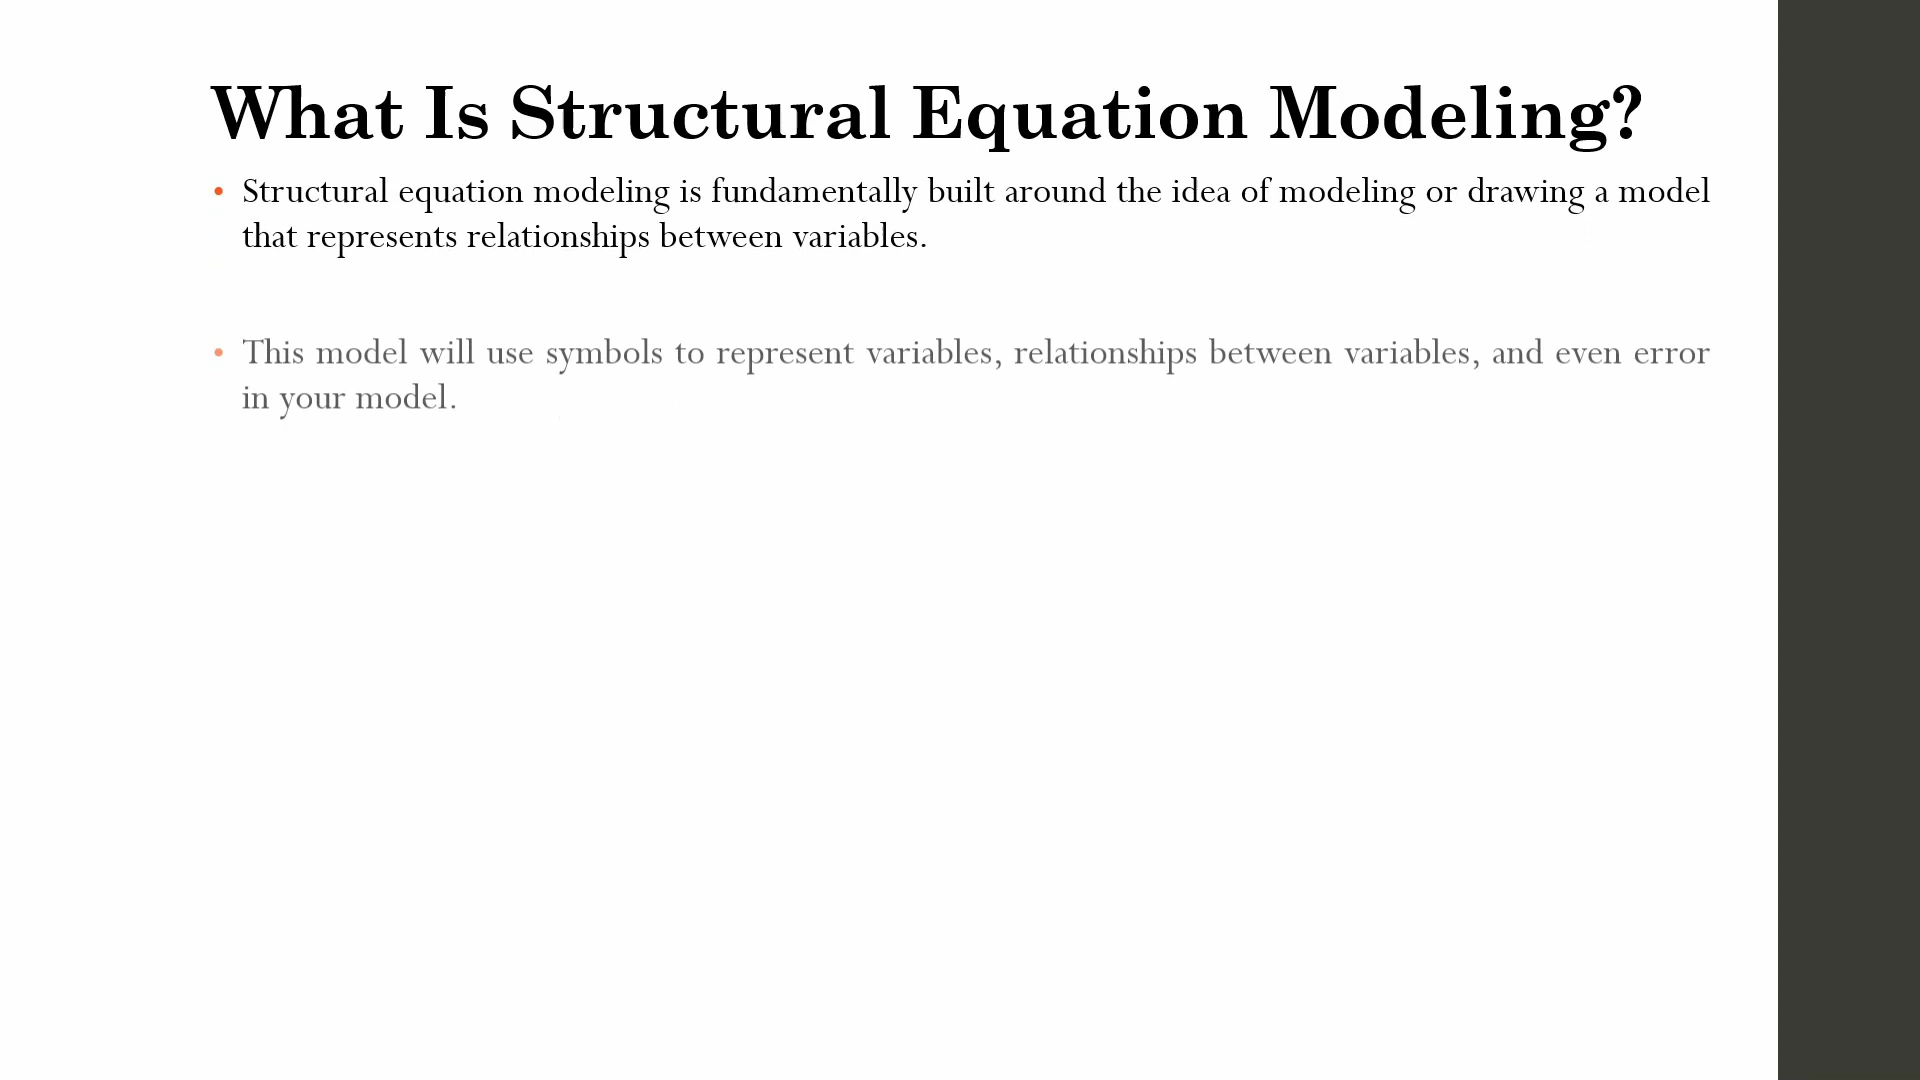 What Is Structural Equation Modeling?
• Structural equation modeling is fundamentally built around the idea of modeling or drawing a model
that represents relationships between variables.
• This model will use symbols to represent variables, relationships between variables, and even error
in your model.